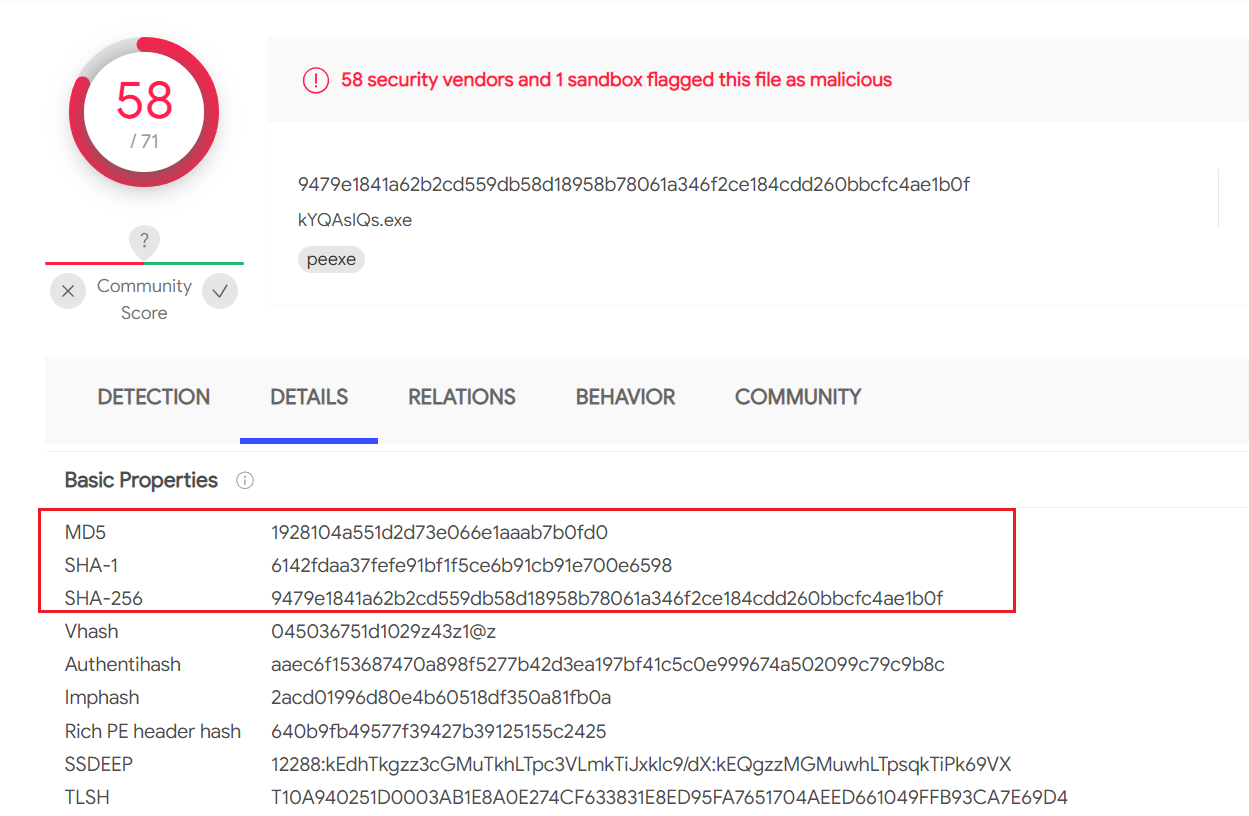 58
/ 71
58 security vendors and 1 sandbox flagged this file as malicious
9479e1841a62b2cd559db58d18958b78061a346f2ce184cdd260bbcfc4ae1b0f
kYQAsIQs.exe
peexe
?
Community
Score
DETECTION DETAILS RELATIONS BEHAVIOR COMMUNITY
Basic Properties
MD5 1928104a551d2d73e066e1aaab7b0fd0
SHA-1 6142fdaa37fefe91bf1f5ce6b91cb91e700e6598
SHA-256 9479e1841a62b2cd559db58d18958b78061a346f2ce184cdd260bbcfc4ae1b0f
Vhash 045036751d1029z43z1@z
Authentihash aaec6f153687470a898f5277b42d3ea197bf41c5c0e999674a502099c79c9b8c
Imphash 2acd01996d80e4b60518df350a81fb0a
Rich PE header hash 640b9fb49577f39427b39125155c2425
SSDEEP 12288:kEdhTkgzz3cGMuTkhLTpc3VLmkTiJxklc9/dX:kEQgzzMGMuwhLTpsqkTiPk69VX
TLSH T10A940251D0003AB1E8A0E274CF633831E8ED95FA7651704AEED661049FFB93CA7E69D4